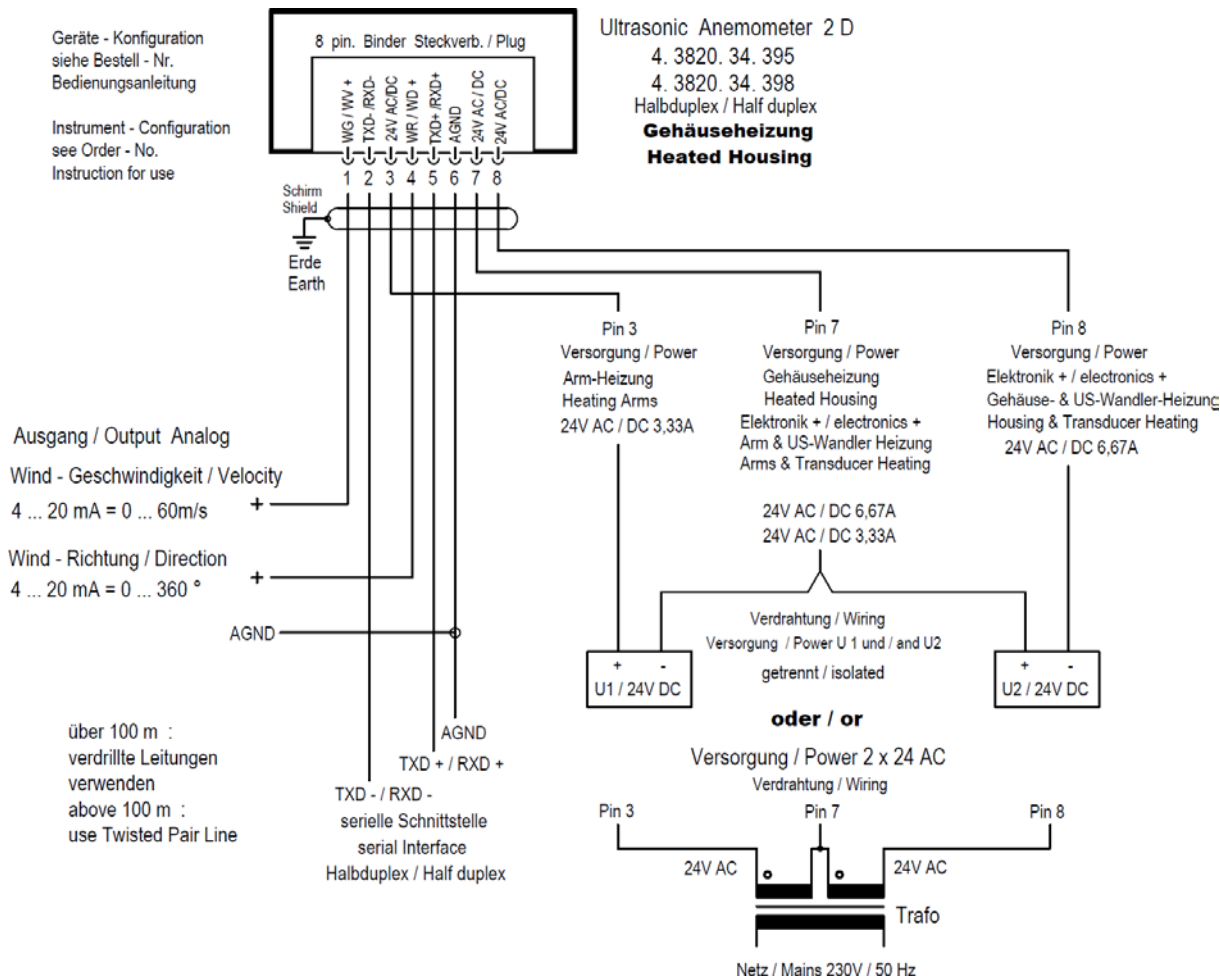 Geräte - Konfiguration
siehe Bestell - Nr.
Bedienungsanleitung
Instrument - Configuration
see Order - No.
Instruction for use
8 pin. Binder Steckverb. / Plug
WG / WV +
TXD- /RXD-
24V AC/DC
WR / WD +
TXD+ /RXD+
AGND
24V AC / DC
24V AC/DC
1 2 3 4 5 6 7 8
Ultrasonic Anemometer 2 D
4. 3820. 34. 395
4. 3820. 34. 398
Halbduplex / Half duplex
Gehäuseheizung
Heated Housing
Schirm
Shield
Erde
Earth
Pin 3
Versorgung / Power
Arm-Heizung
Heating Arms
24V AC / DC 3,33A
Pin 7
Versorgung / Power
Gehäuseheizung
Heated Housing
Elektronik + / electronics +
Arm & US-Wandler Heizung
Arms & Transducer Heating
24V AC / DC 6,67A
24V AC / DC 3,33A
Pin 8
Versorgung / Power
Elektronik + / electronics +
Gehäuse- & US-Wandler-Heizung
Housing & Transducer Heating
24V AC / DC 6,67A
Ausgang / Output Analog
Wind - Geschwindigkeit / Velocity
4 ... 20 mA = 0 ... 60m/s +
Wind - Richtung / Direction
4 ... 20 mA = 0 ... 360 ° +
AGND
Verdrahtung / Wiring
Versorgung / Power U 1 und / and U2
getrennt / isolated
+ -
U1 / 24V DC
+ -
U2 / 24V DC
oder / or
über 100 m :
verdrillte Leitungen
verwenden
above 100 m :
use Twisted Pair Line
AGND
TXD + / RXD +
TXD - / RXD -
serielle Schnittstelle
serial Interface
Halbduplex / Half duplex
Versorgung / Power 2 x 24 AC
Verdrahtung / Wiring
Pin 3 Pin 7 Pin 8
24V AC 24V AC
Trafo
Netz / Mains 230V / 50 Hz